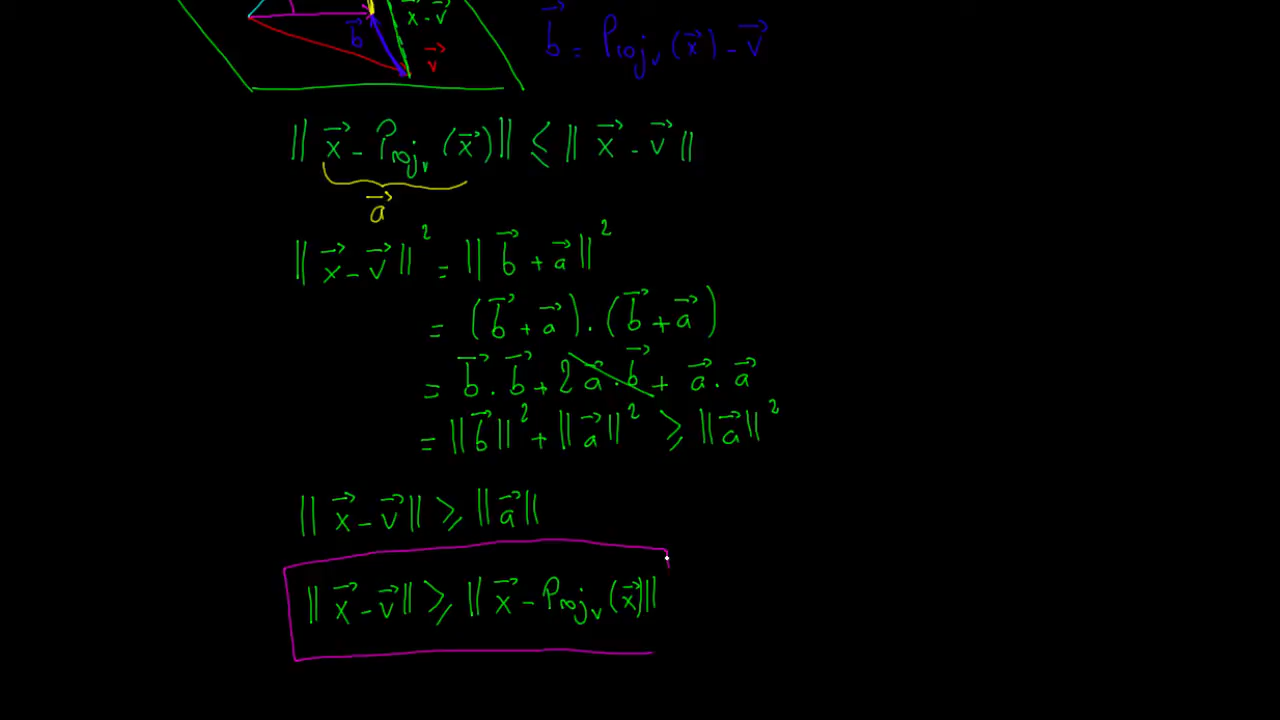 x⃗ - v⃗
b⃗
v⃗
b⃗ = Proj_v (x⃗) - v⃗
‖ x⃗ - Proj_v (x⃗) ‖ ≤ ‖ x⃗ - v⃗ ‖
a⃗
‖ x⃗ - v⃗ ‖² = ‖ b⃗ + a⃗ ‖²
= (b⃗ + a⃗) . (b⃗ + a⃗)
= b⃗ . b⃗ + 2 a⃗ . b⃗ + a⃗ . a⃗
= ‖ b⃗ ‖² + ‖ a⃗ ‖² ≥ ‖ a⃗ ‖²
‖ x⃗ - v⃗ ‖ ≥ ‖ a⃗ ‖
‖ x⃗ - v⃗ ‖ ≥ ‖ x⃗ - Proj_v (x⃗) ‖